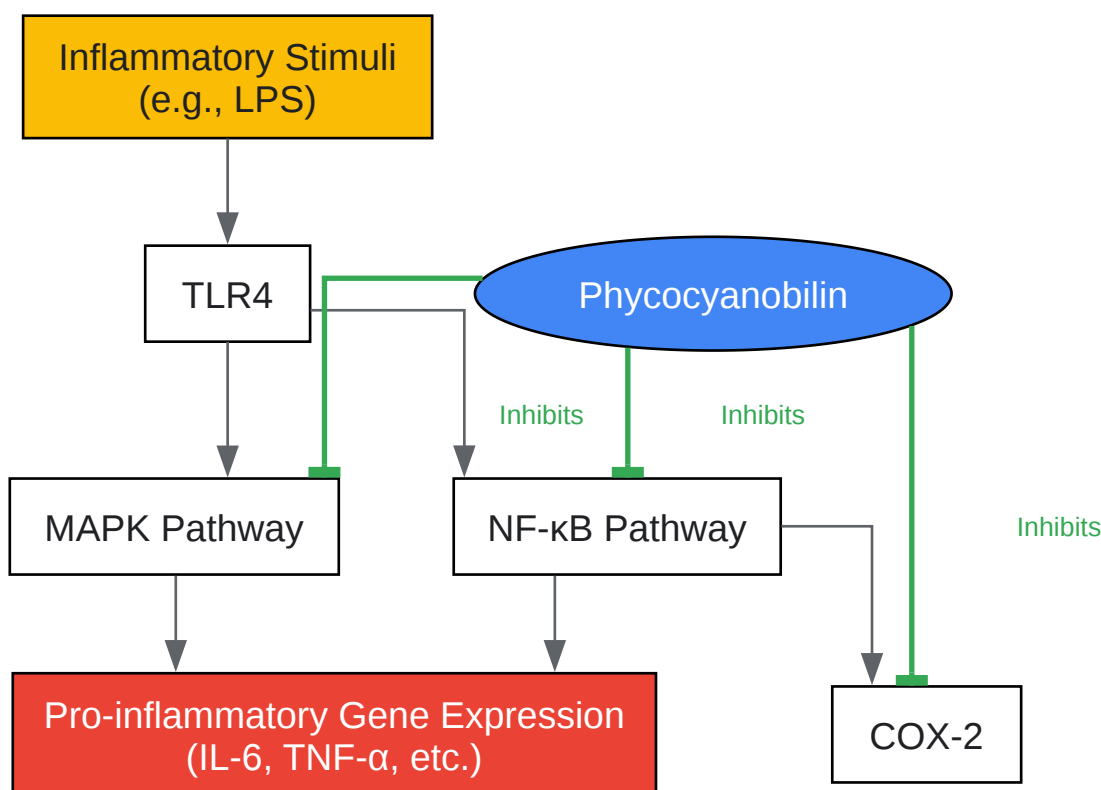 Inflammatory Stimuli
(e.g., LPS)
TLR4
Phycocyanobilin
Inhibits
Inhibits
Inhibits
MAPK Pathway
NF-κB Pathway
Pro-inflammatory Gene Expression
(IL-6, TNF-α, etc.)
COX-2